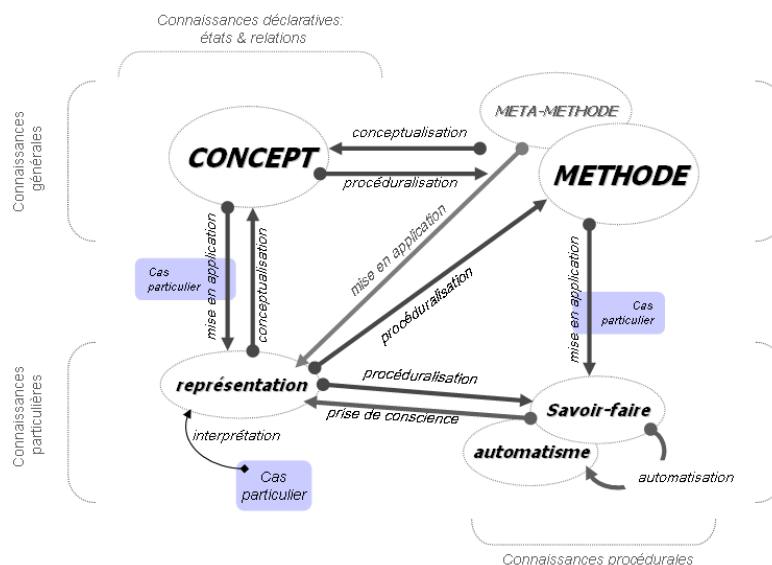 Connaissances déclaratives:
états & relations
Connaissances
générales
META-METHODE
conceptualisation
CONCEPT
procéduralisation
METHODE
mise en application
Cas
particulier
mise en application
conceptualisation
procéduralisation
mise en application
Cas
particulier
Connaissances
particulières
représentation
procéduralisation
prise de conscience
Savoir-faire
interprétation
automatisme
automatisation
Cas
particulier
Connaissances procédurales